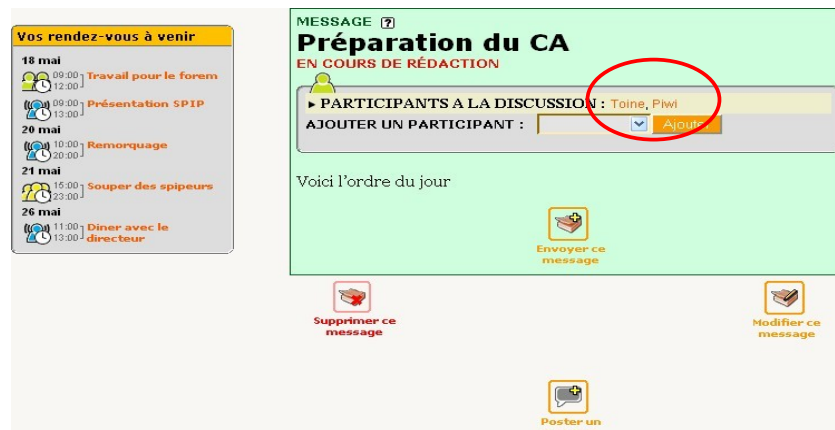 Vos rendez-vous à venir
18 mai
09:00
12:00
Travail pour le forem
09:00
13:00
Présentation SPIP
20 mai
10:00
20:00
Remorquage
21 mai
15:00
23:00
Souper des spipeurs
26 mai
11:00
13:00
Diner avec le
directeur
MESSAGE ?
Préparation du CA
EN COURS DE RÉDACTION
PARTICIPANTS A LA DISCUSSION : Toine, Piwi
AJOUTER UN PARTICIPANT : Ajouter
Voici l'ordre du jour
Envoyer ce
message
Supprimer ce
message
Modifier ce
message
Poster un